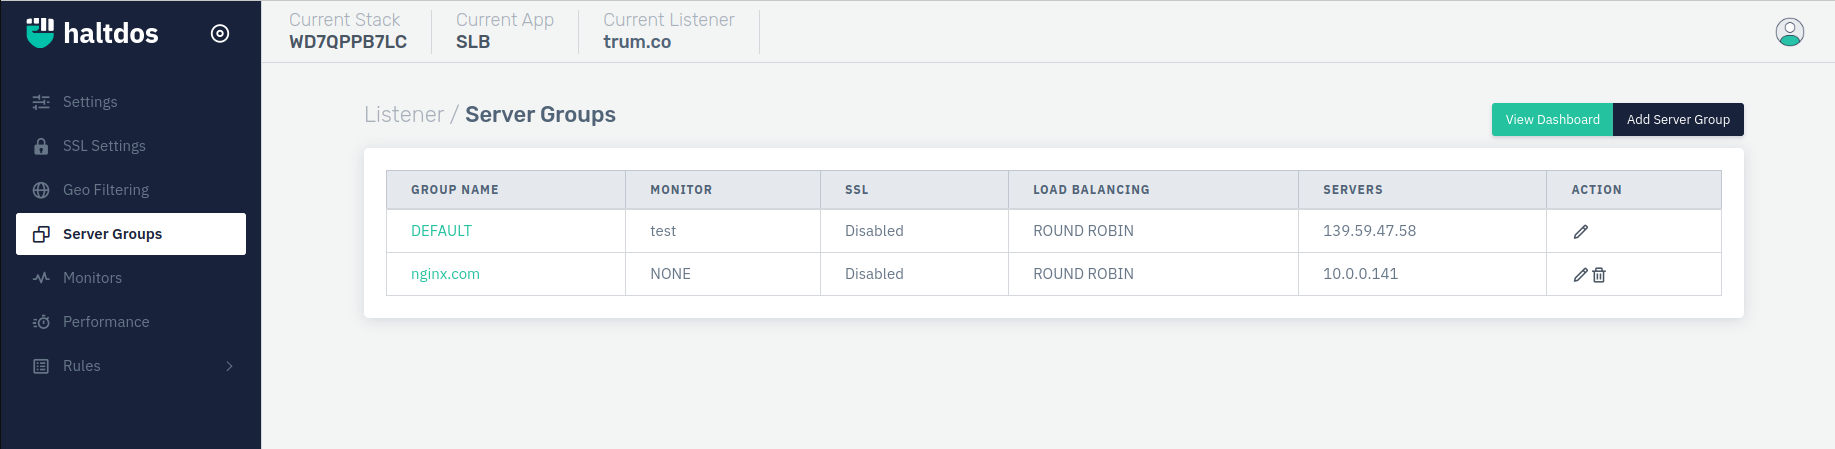 haltdos
Settings
SSL Settings
Geo Filtering
Server Groups
Monitors
Performance
Rules
Current Stack
WD7QPPB7LC
Current App
SLB
Current Listener
trum.co
Listener / Server Groups
View Dashboard
Add Server Group
GROUP NAME MONITOR SSL LOAD BALANCING SERVERS ACTION
DEFAULT test Disabled ROUND ROBIN 139.59.47.58
nginx.com NONE Disabled ROUND ROBIN 10.0.0.141